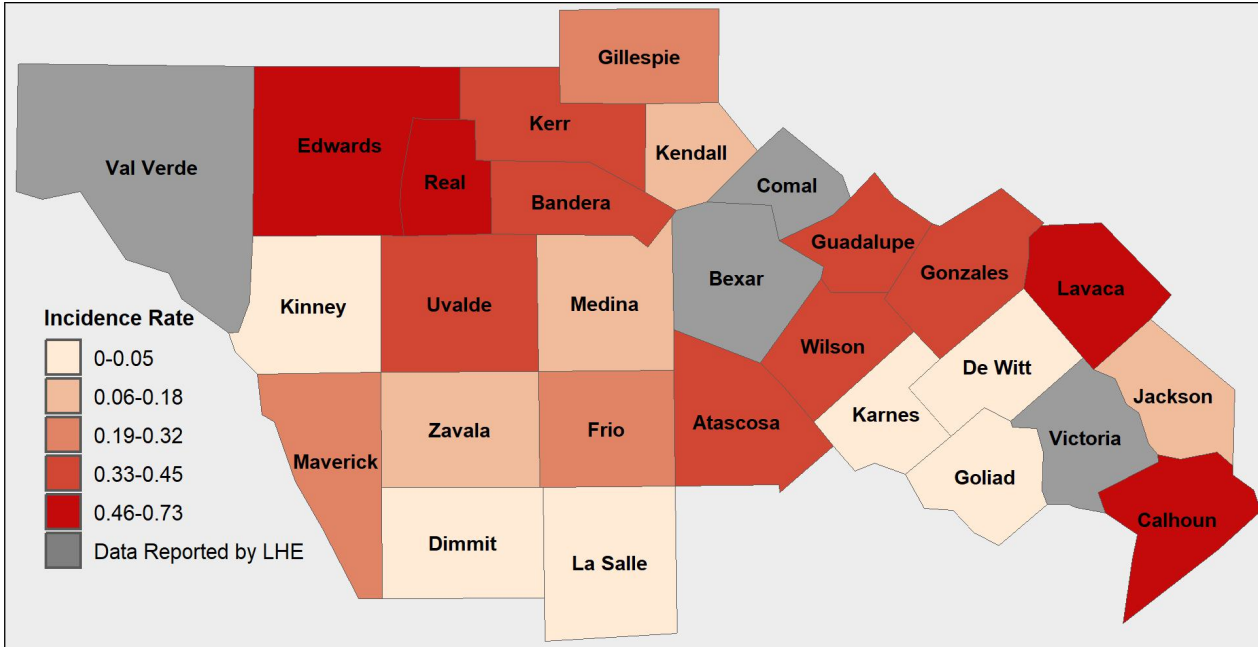 Gillespie
Kerr
Edwards
Kendall
Val Verde
Real
Comal
Bandera
Guadalupe
Gonzales
Bexar
Lavaca
Kinney
Uvalde
Medina
Wilson
De Witt
Jackson
Karnes
Atascosa
Zavala
Frio
Victoria
Maverick
Goliad
Calhoun
Dimmit
La Salle
Incidence Rate
0-0.05
0.06-0.18
0.19-0.32
0.33-0.45
0.46-0.73
Data Reported by LHE